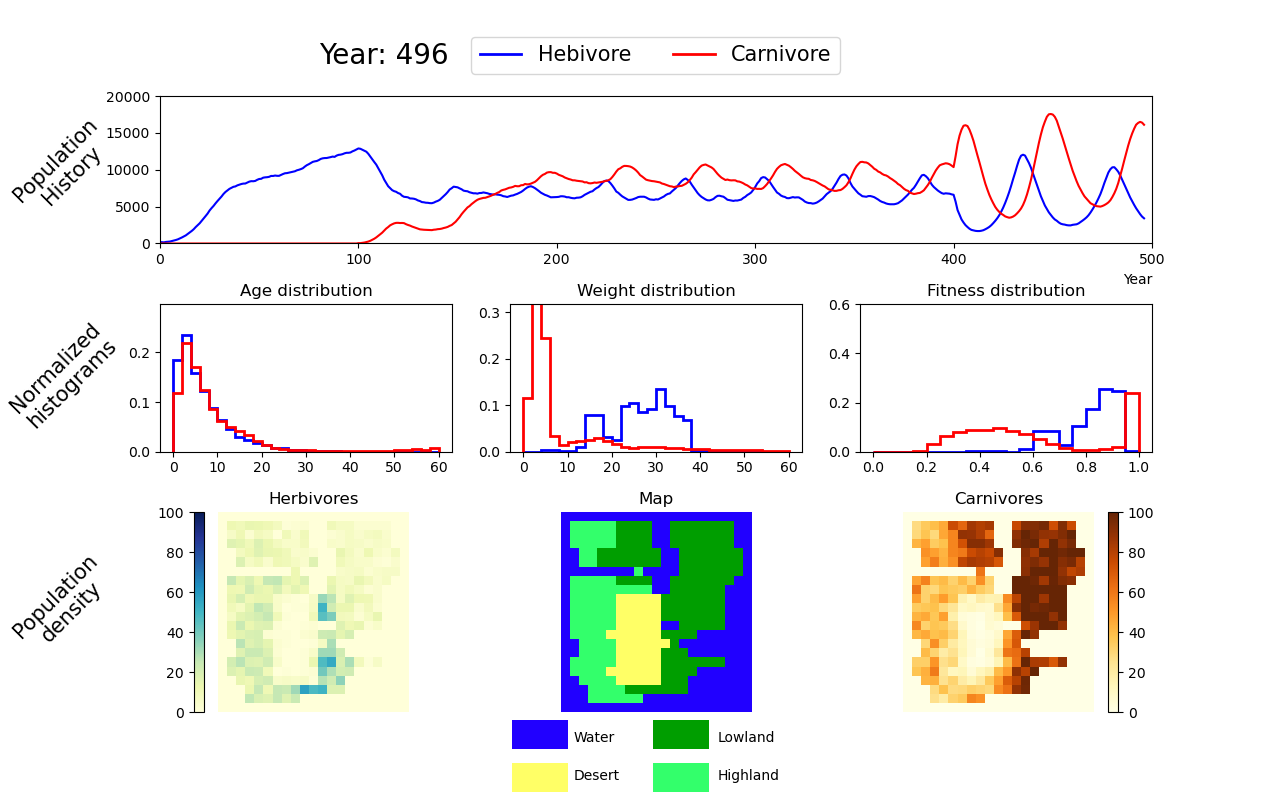 Year: 496
Hebivore
Carnivore
Population
History
20000
15000
10000
5000
0
0 100 200 300 400 500
Year
Normalized
histograms
Age distribution
0.2
0.1
0.0
0 10 20 30 40 50 60
Weight distribution
0.3
0.2
0.1
0.0
0 10 20 30 40 50 60
Fitness distribution
0.6
0.4
0.2
0.0
0.0 0.2 0.4 0.6 0.8 1.0
Population
density
Herbivores
100
80
60
40
20
0
Map
Carnivores
100
80
60
40
20
0
Water
Lowland
Desert
Highland